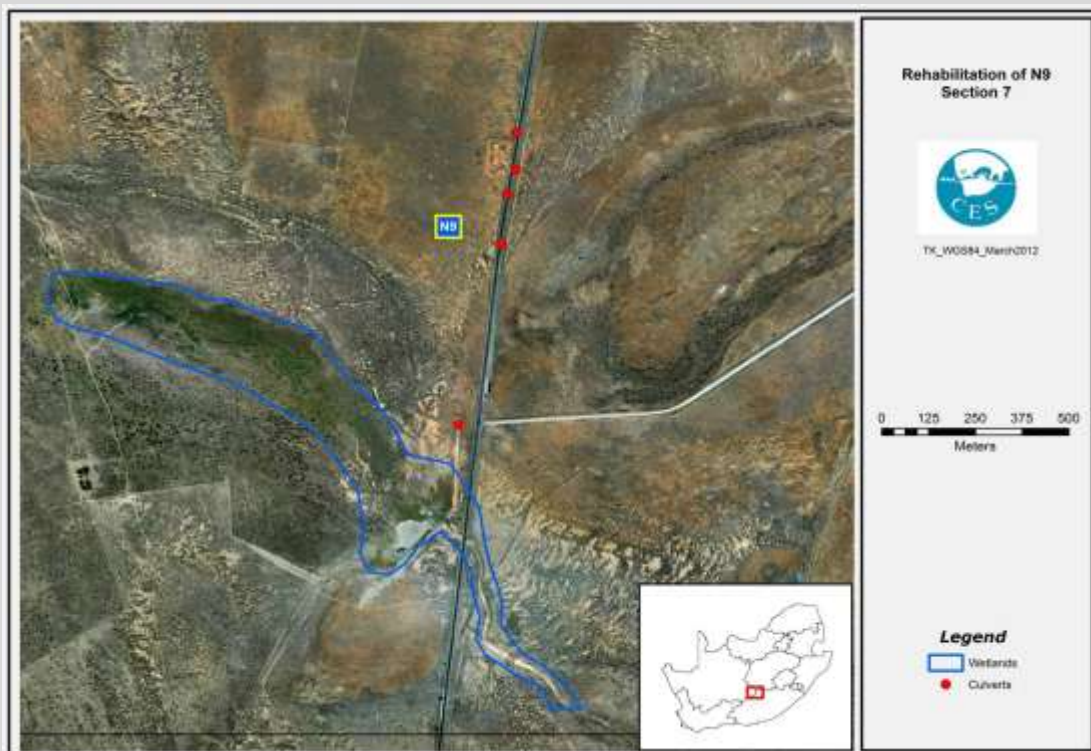 Rehabilitation of N9
Section 7
CES
TK_WGS84_March2012
N9
0 125 250 375 500
Meters
Legend
Wetlands
Culverts